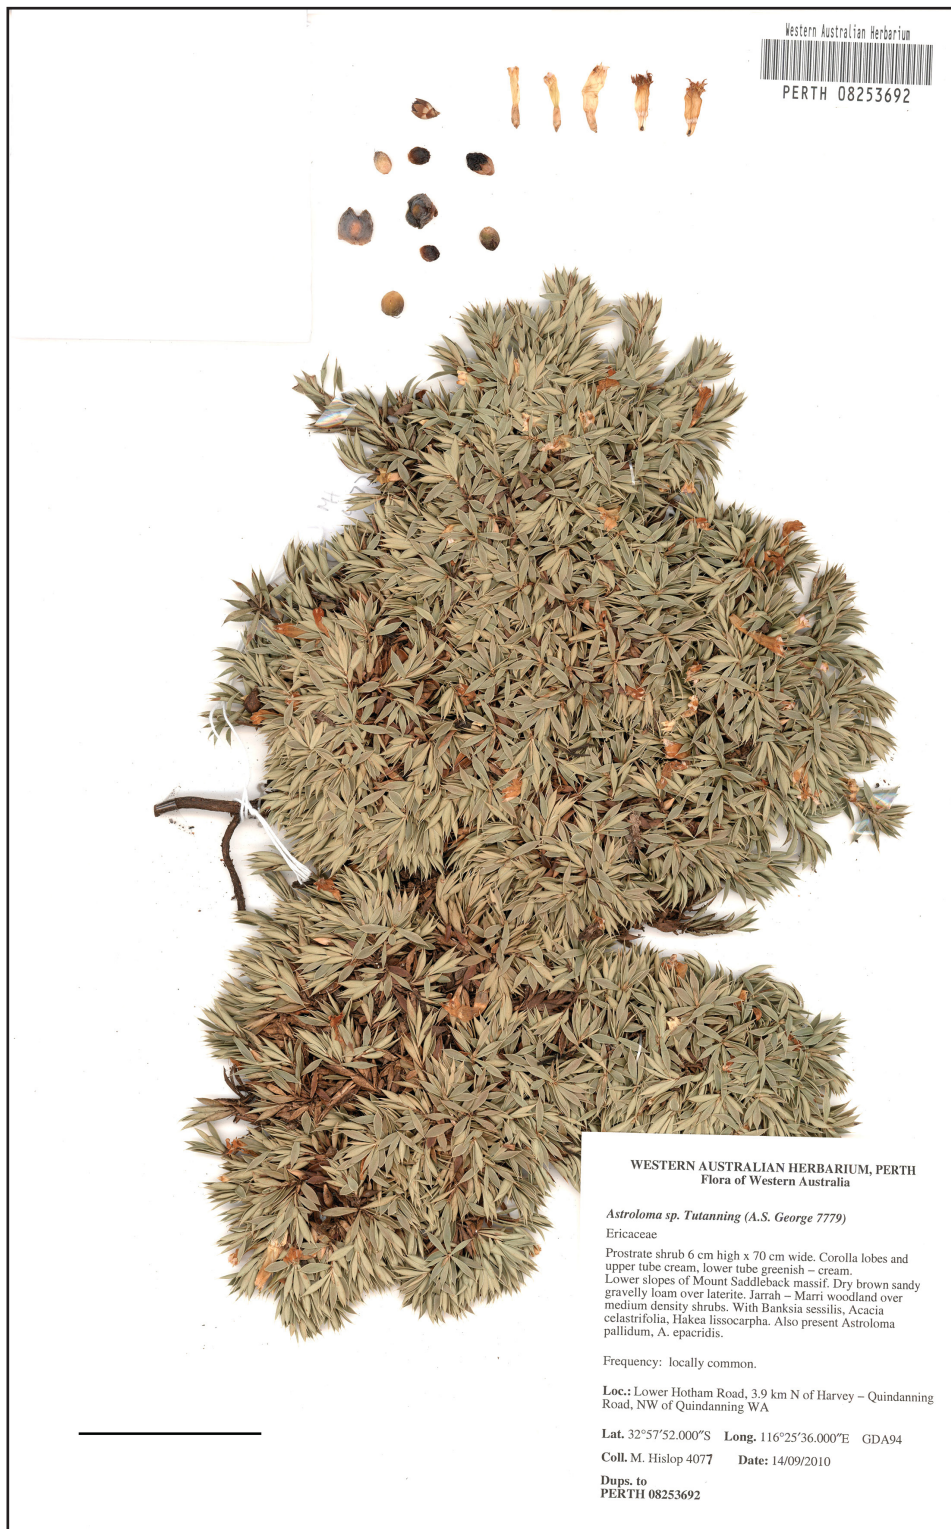 Western Australian Herbarium
PERTH 08253692
WESTERN AUSTRALIAN HERBARIUM, PERTH
Flora of Western Australia
Astroloma sp. Tutanning (A.S. George 7779)
Ericaceae
Prostrate shrub 6 cm high x 70 cm wide. Corolla lobes and
upper tube cream, lower tube greenish – cream.
Lower slopes of Mount Saddleback massif. Dry brown sandy
gravelly loam over laterite. Jarrah – Marri woodland over
medium density shrubs. With Banksia sessilis, Acacia
celastrifolia, Hakea lissocarpha. Also present Astroloma
pallidum, A. epacridis.
Frequency: locally common.
Loc.: Lower Hotham Road, 3.9 km N of Harvey – Quindanning
Road, NW of Quindanning WA
Lat. 32°57′52.000″S Long. 116°25′36.000″E GDA94
Coll. M. Hislop 4077 Date: 14/09/2010
Dups. to
PERTH 08253692